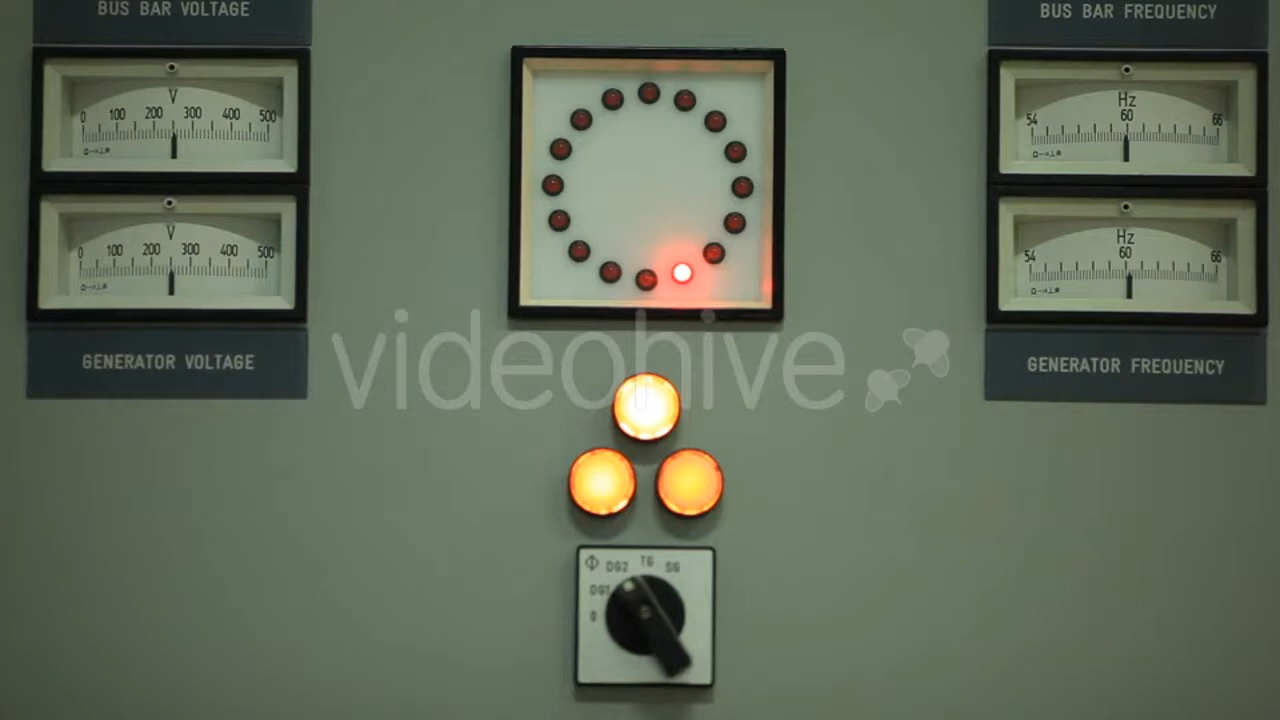 BUS BAR VOLTAGE
V
0 100 200 300 400 500
V
0 100 200 300 400 500
GENERATOR VOLTAGE
BUS BAR FREQUENCY
Hz
54 60 66
Hz
54 60 66
GENERATOR FREQUENCY
videohive
Φ DG2 TG SG
DG1
0